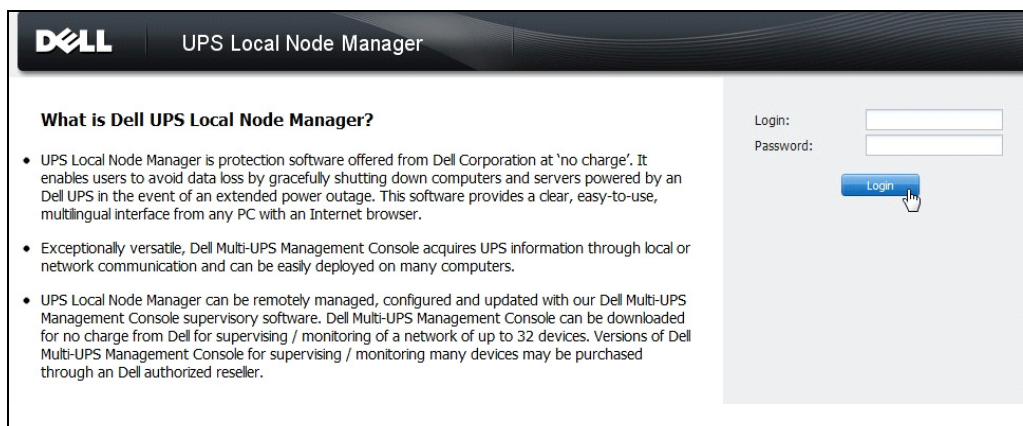 DELL
UPS Local Node Manager
What is Dell UPS Local Node Manager?
• UPS Local Node Manager is protection software offered from Dell Corporation at ‘no charge’. It
enables users to avoid data loss by gracefully shutting down computers and servers powered by an
Dell UPS in the event of an extended power outage. This software provides a clear, easy-to-use,
multilingual interface from any PC with an Internet browser.
• Exceptionally versatile, Dell Multi-UPS Management Console acquires UPS information through local or
network communication and can be easily deployed on many computers.
• UPS Local Node Manager can be remotely managed, configured and updated with our Dell Multi-UPS
Management Console supervisory software. Dell Multi-UPS Management Console can be downloaded
for no charge from Dell for supervising / monitoring of a network of up to 32 devices. Versions of Dell
Multi-UPS Management Console for supervising / monitoring many devices may be purchased
through an Dell authorized reseller.
Login:
Password:
Login